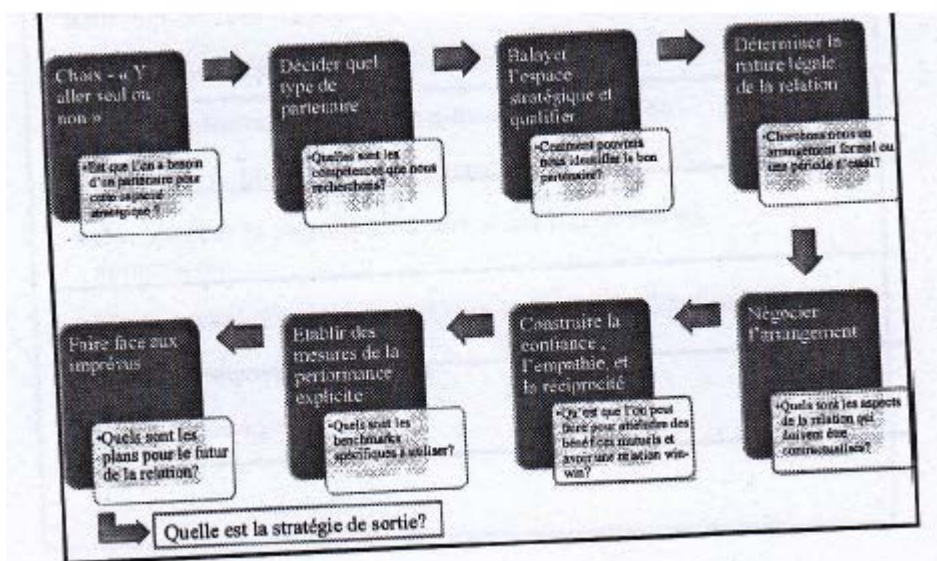 Choix - « Y
aller seul ou
non »
•Est que l'on a besoin
d'un partenaire pour
cette capacité
stratégique ?
Décider quel
type de
partenaire
•Quelles sont les
compétences que nous
recherchons?
Balayer
l'espace
stratégique et
qualifier
•Comment pouvons
nous identifier le bon
partenaire?
Déterminer la
nature légale
de la relation
•Cherchons nous un
arrangement formel ou
une période d'essai?
Négocier
l'arrangement
•Quels sont les aspects
de la relation qui
doivent être
contractualisés?
Construire la
confiance ,
l'empathie, et
la réciprocité
•Qu'est que l'on peut
faire pour atteindre des
bénéfices mutuels et
avoir une relation win-
win?
Etablir des
mesures de la
performance
explicite
•Quels sont les
benchmarks
spécifiques à utiliser?
Faire face aux
imprévus
•Quels sont les
plans pour le futur
de la relation?
Quelle est la stratégie de sortie?